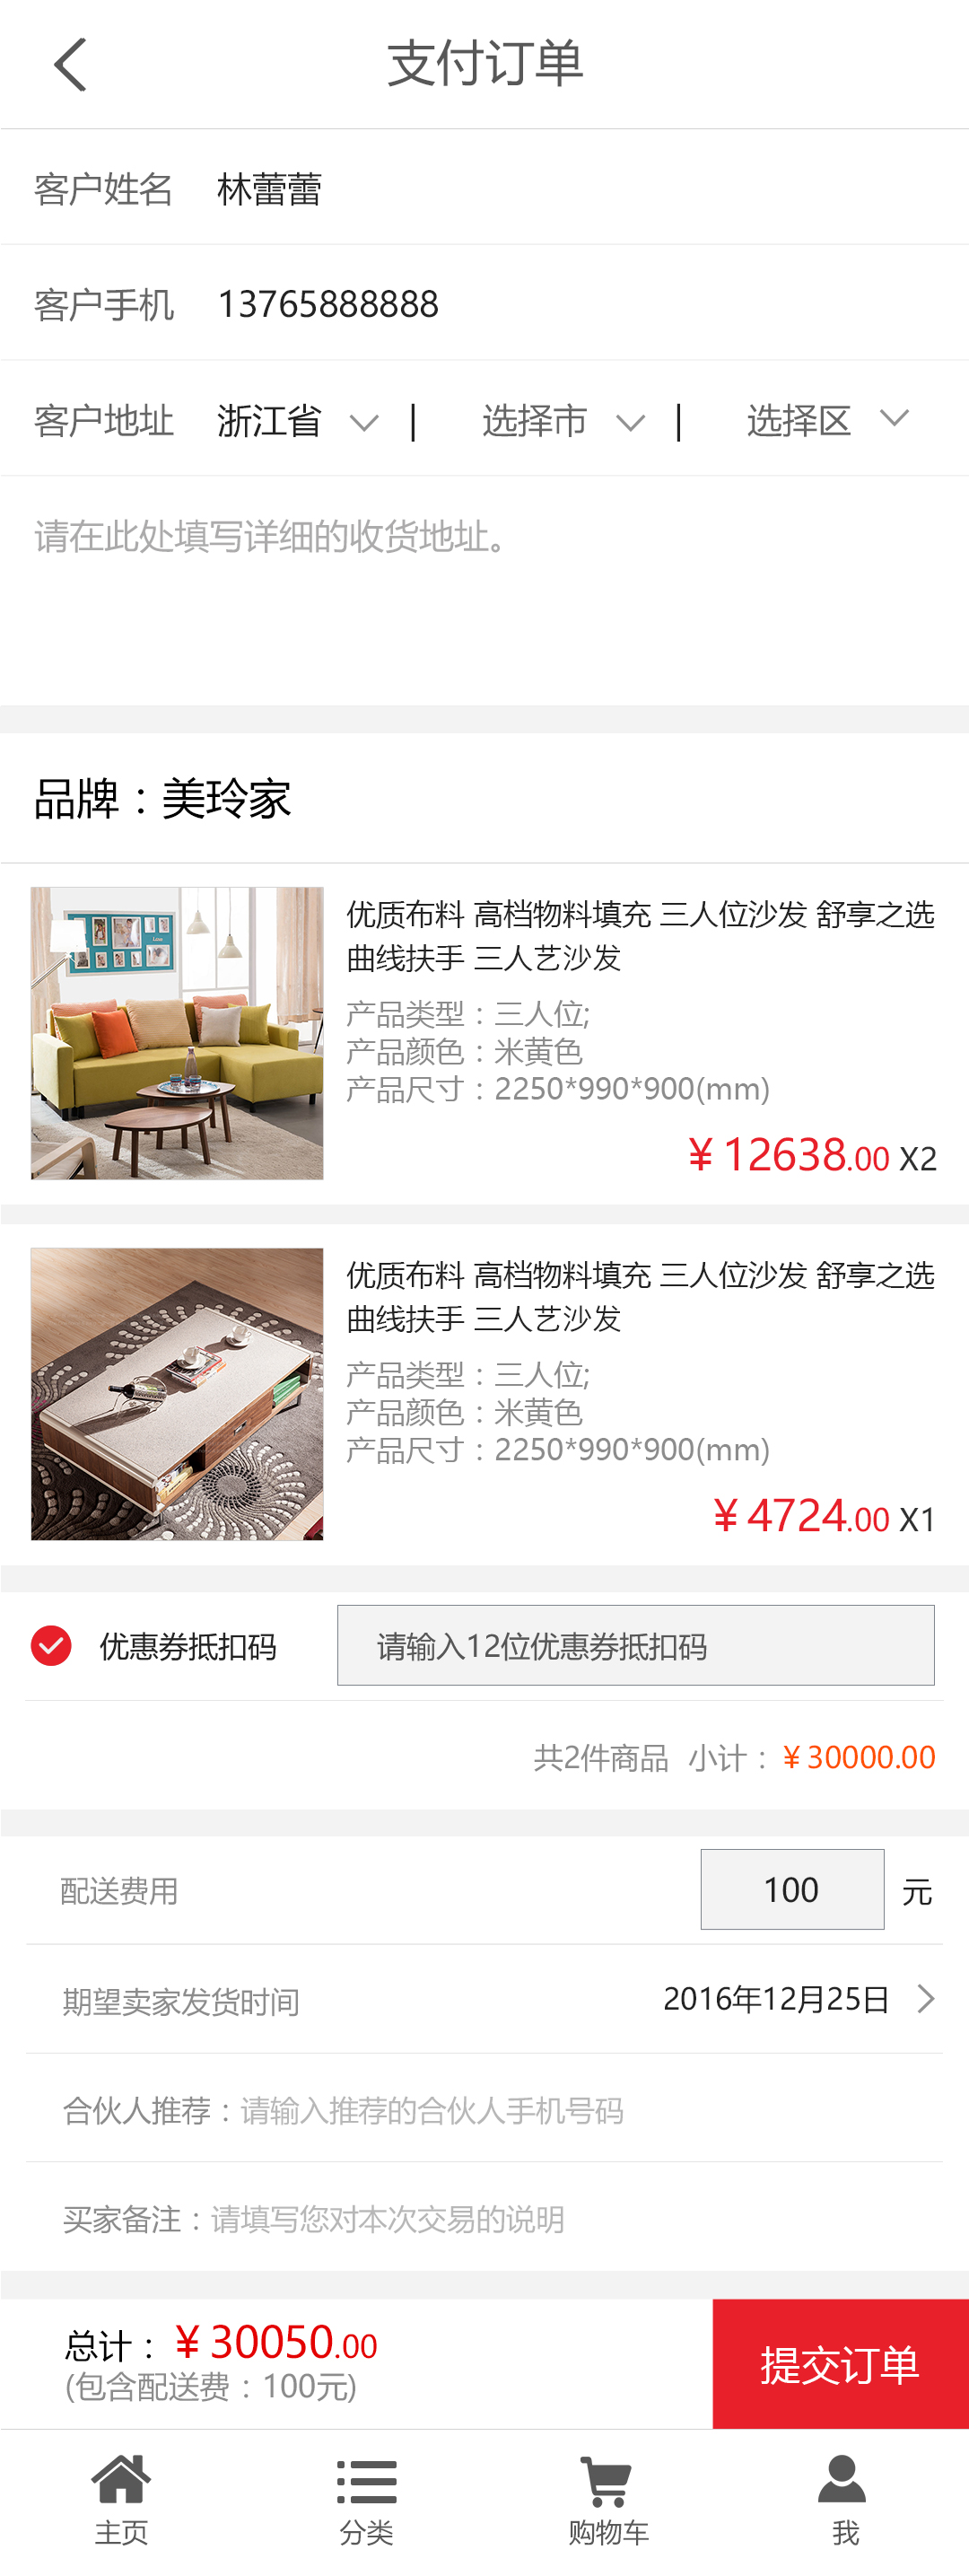 支付订单
客户姓名 林蕾蕾
客户手机 13765888888
客户地址 浙江省 | 选择市 | 选择区
请在此处填写详细的收货地址。
品牌：美玲家
优质布料 高档物料填充 三人位沙发 舒享之选
曲线扶手 三人艺沙发
产品类型：三人位;
产品颜色：米黄色
产品尺寸：2250*990*900(mm)
¥12638.00 X2
优质布料 高档物料填充 三人位沙发 舒享之选
曲线扶手 三人艺沙发
产品类型：三人位;
产品颜色：米黄色
产品尺寸：2250*990*900(mm)
¥4724.00 X1
优惠券抵扣码 请输入12位优惠券抵扣码
共2件商品 小计：¥30000.00
配送费用 100 元
期望卖家发货时间 2016年12月25日
合伙人推荐：请输入推荐的合伙人手机号码
买家备注：请填写您对本次交易的说明
总计：¥30050.00
(包含配送费：100元)
提交订单
主页 分类 购物车 我